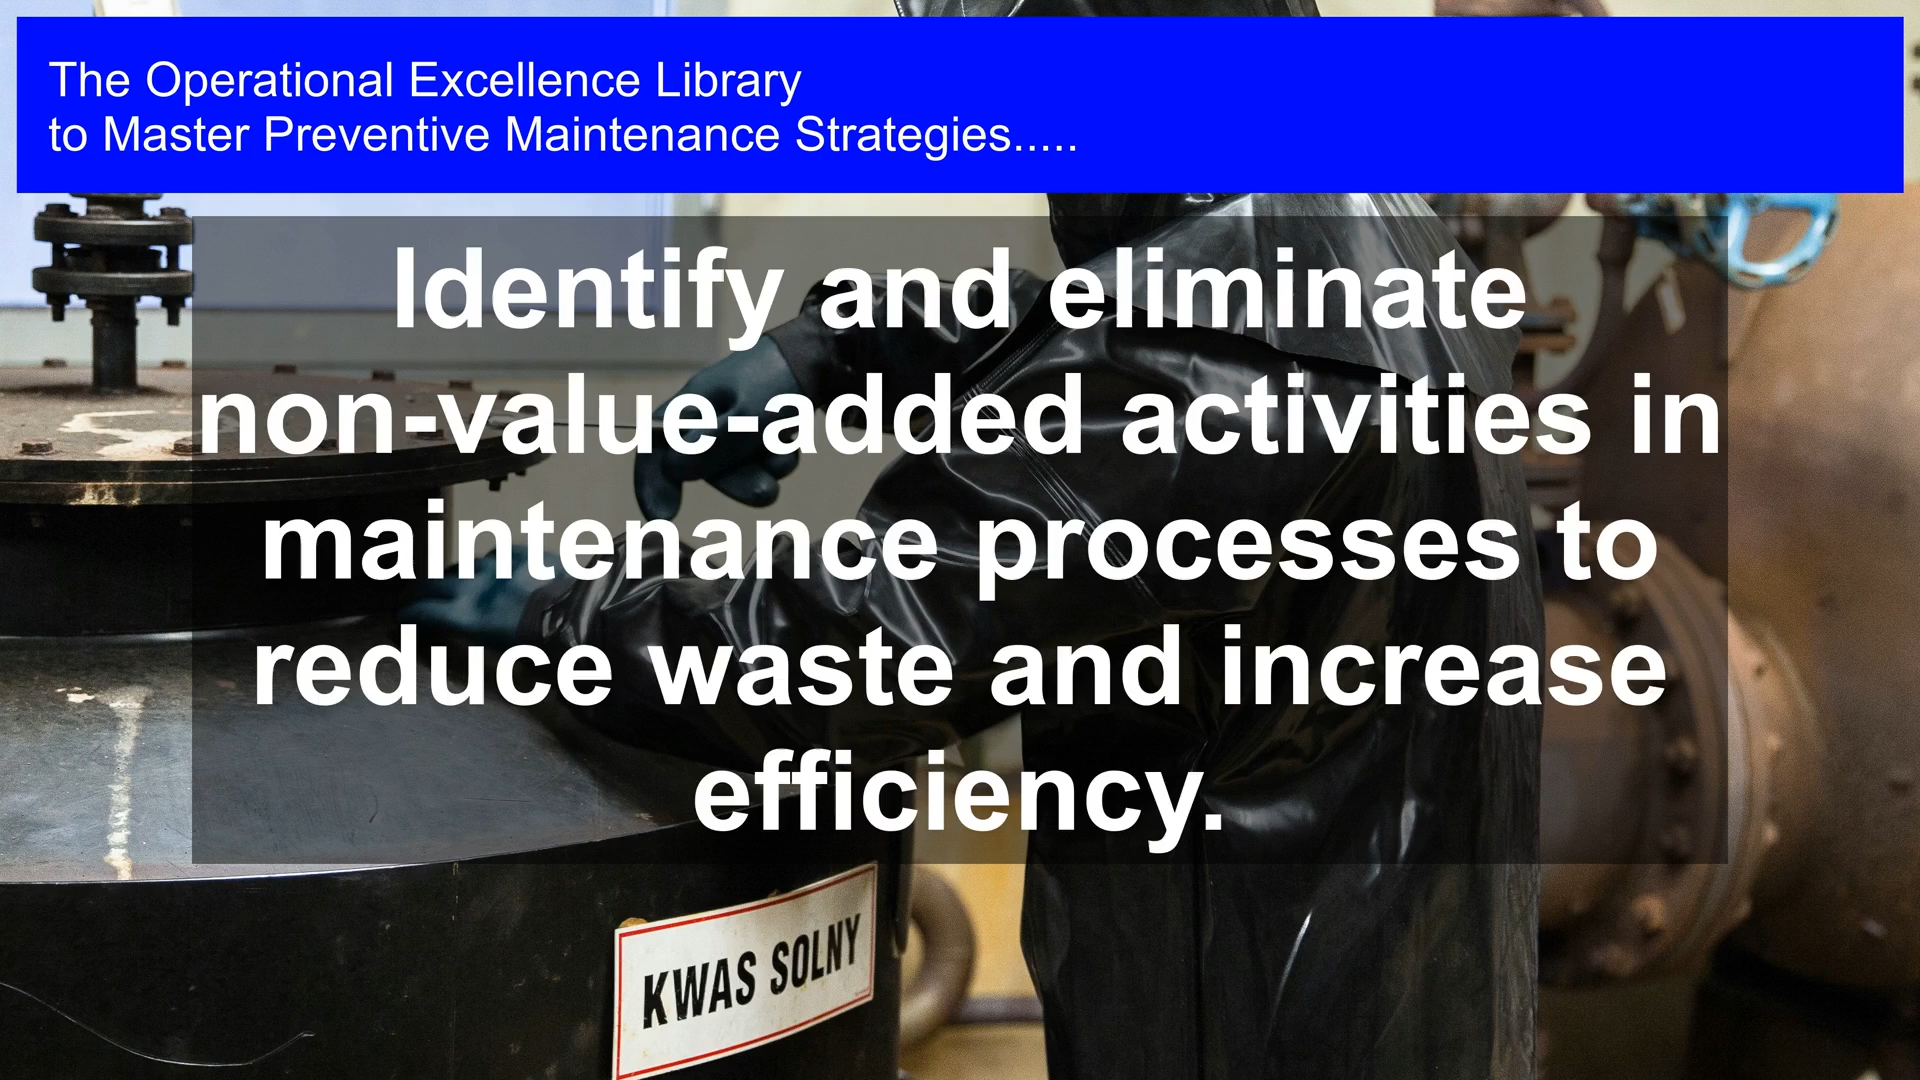 The Operational Excellence Library
to Master Preventive Maintenance Strategies.....
Identify and eliminate
non-value-added activities in
maintenance processes to
reduce waste and increase
efficiency.
KWAS SOLNY